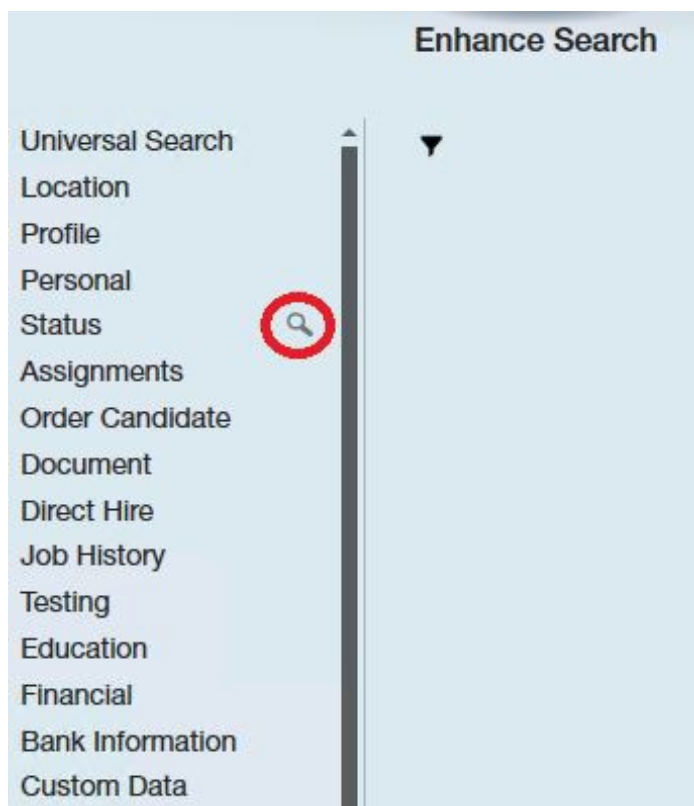 Enhance Search
Universal Search
Location
Profile
Personal
Status
Assignments
Order Candidate
Document
Direct Hire
Job History
Testing
Education
Financial
Bank Information
Custom Data